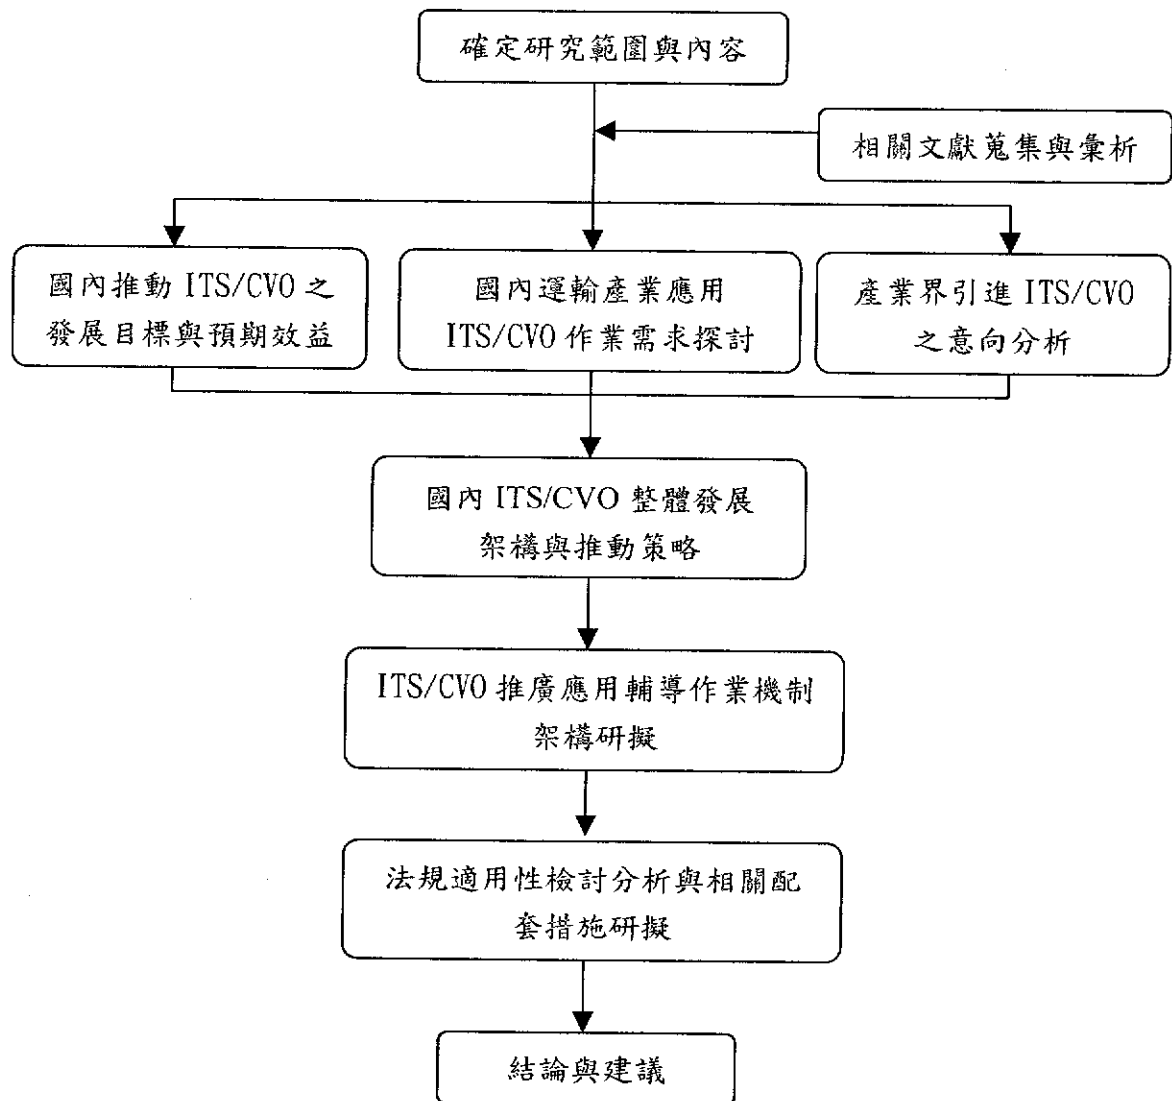 確定研究範圍與內容
相關文獻蒐集與彙析
國內推動 ITS/CVO 之
發展目標與預期效益
國內運輸產業應用
ITS/CVO 作業需求探討
產業界引進 ITS/CVO
之意向分析
國內 ITS/CVO 整體發展
架構與推動策略
ITS/CVO 推廣應用輔導作業機制
架構研擬
法規適用性檢討分析與相關配
套措施研擬
結論與建議